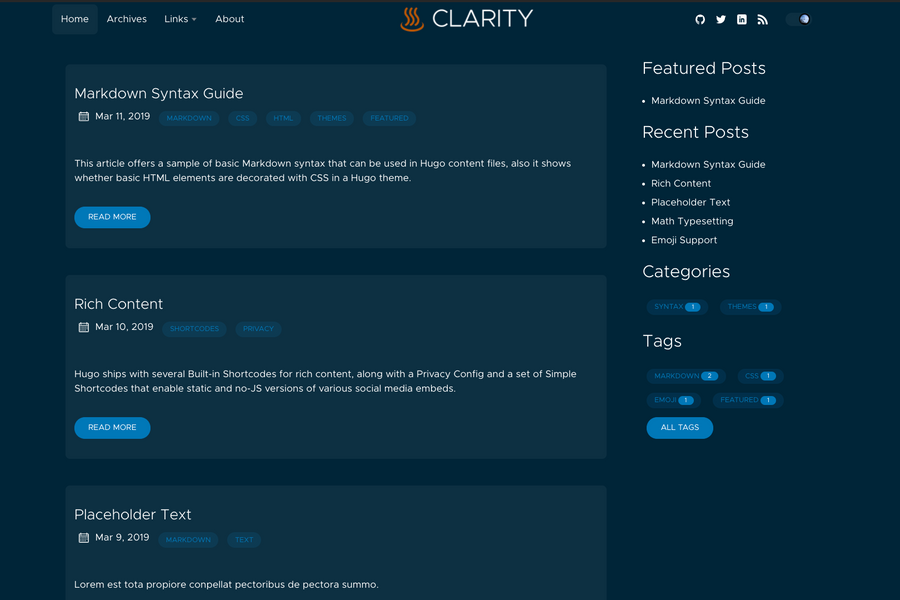 Home
Archives
Links
About
CLARITY
Markdown Syntax Guide
Mar 11, 2019
MARKDOWN
CSS
HTML
THEMES
FEATURED
This article offers a sample of basic Markdown syntax that can be used in Hugo content files, also it shows
whether basic HTML elements are decorated with CSS in a Hugo theme.
READ MORE
Rich Content
Mar 10, 2019
SHORTCODES
PRIVACY
Hugo ships with several Built-in Shortcodes for rich content, along with a Privacy Config and a set of Simple
Shortcodes that enable static and no-JS versions of various social media embeds.
READ MORE
Placeholder Text
Mar 9, 2019
MARKDOWN
TEXT
Lorem est tota propiore conpellat pectoribus de pectora summo.
Featured Posts
Markdown Syntax Guide
Recent Posts
Markdown Syntax Guide
Rich Content
Placeholder Text
Math Typesetting
Emoji Support
Categories
SYNTAX 1
THEMES 1
Tags
MARKDOWN 2
CSS 1
EMOJI 1
FEATURED 1
ALL TAGS